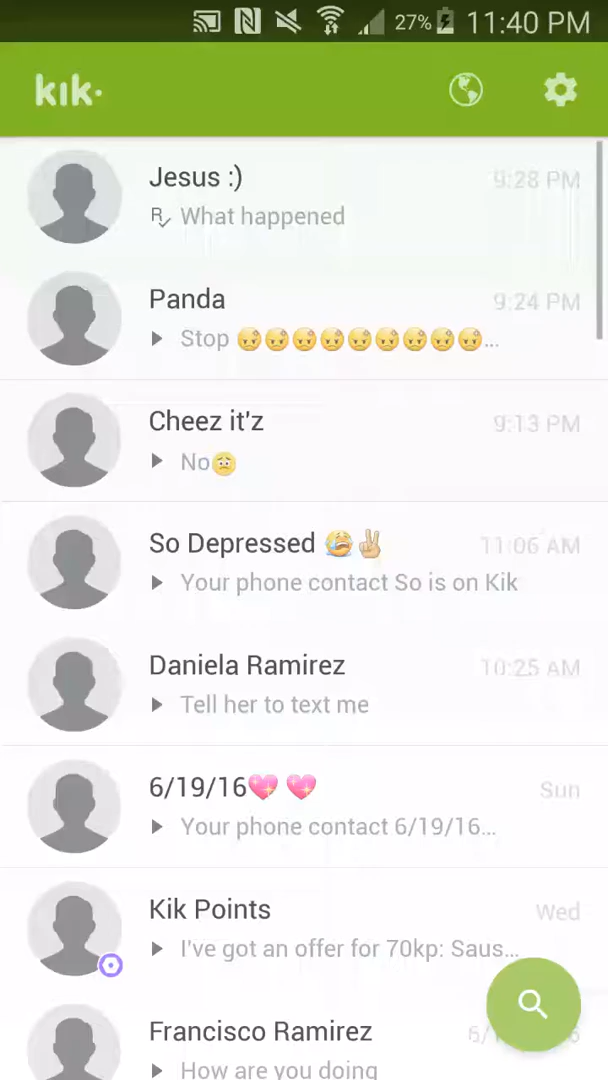 27% 11:40 PM
kik·
Jesus :) 9:28 PM
R✓ What happened
Panda 9:24 PM
Stop 😡😡😡😡😡😡😡😡😡...
Cheez it'z 9:13 PM
No😟
So Depressed 😭✌ 11:06 AM
Your phone contact So is on Kik
Daniela Ramirez 10:25 AM
Tell her to text me
6/19/16💖 💖 Sun
Your phone contact 6/19/16...
Kik Points Wed
I've got an offer for 70kp: Saus...
Francisco Ramirez
How are you doing